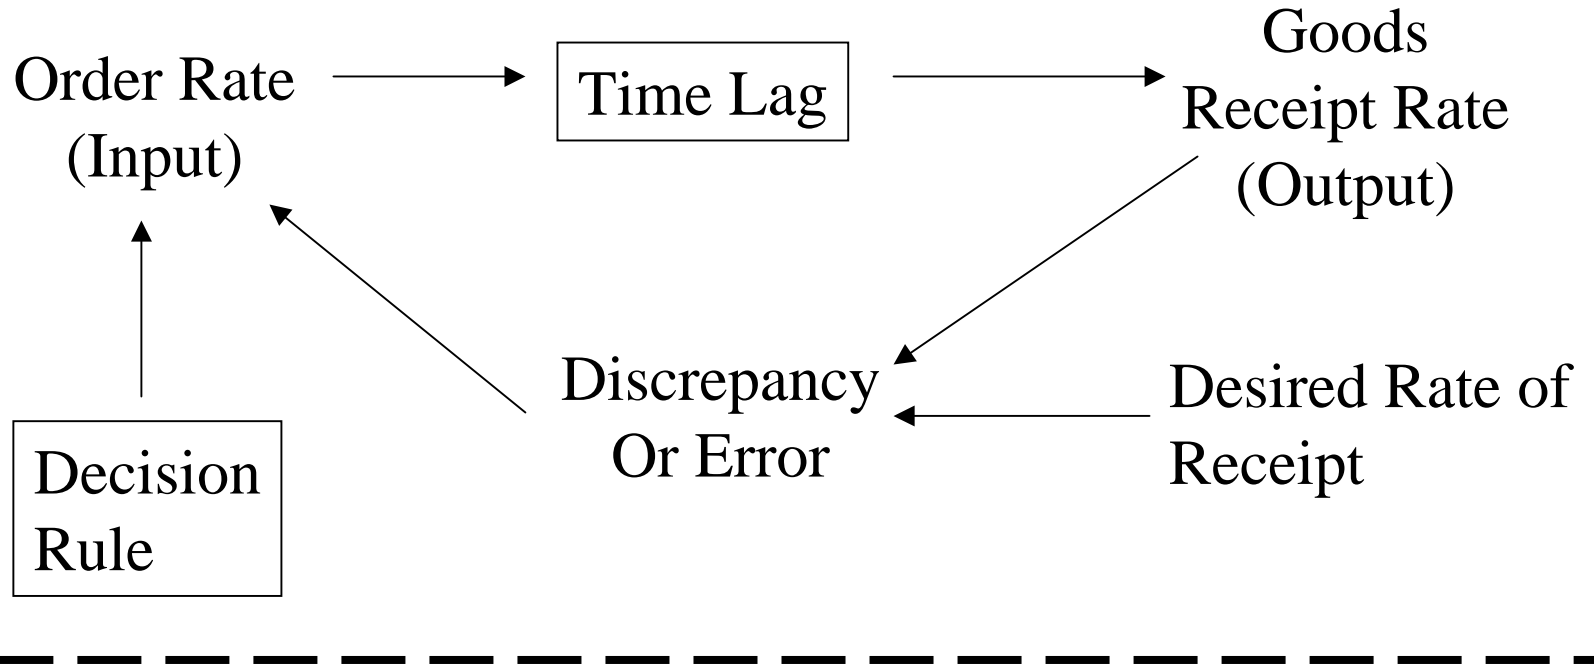 Order Rate
(Input)
Time Lag
Goods
Receipt Rate
(Output)
Discrepancy
Or Error
Desired Rate of
Receipt
Decision
Rule